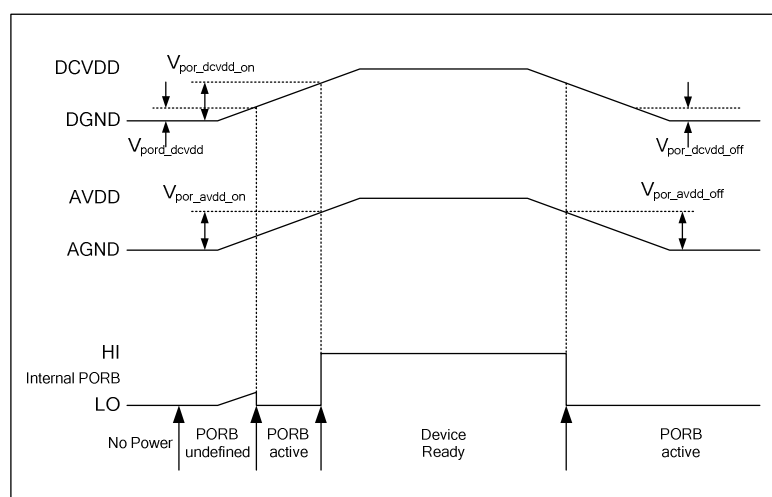 DCVDD
V_por_dcvdd_on
DGND
V_pord_dcvdd
V_por_dcvdd_off
AVDD
V_por_avdd_on
V_por_avdd_off
AGND
HI
Internal PORB
LO
No Power
PORB
undefined
PORB
active
Device
Ready
PORB
active